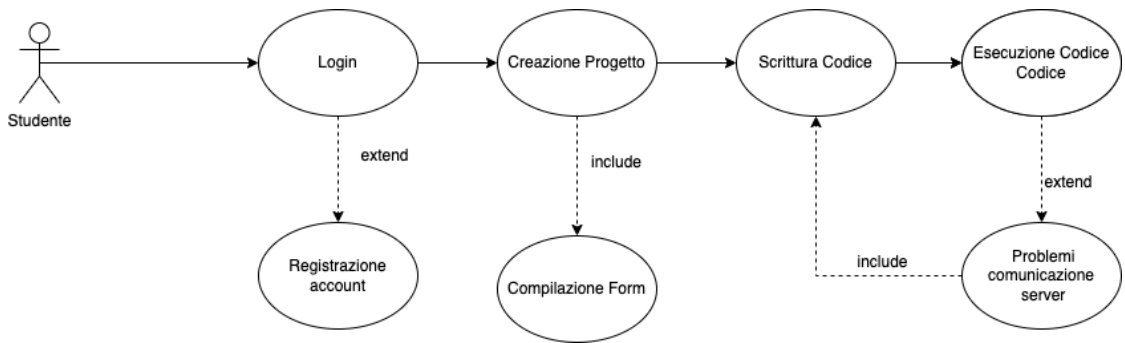 Login
Creazione Progetto
Scrittura Codice
Esecuzione Codice
Codice
Studente
extend
include
extend
Registrazione
account
Compilazione Form
include
Problemi
comunicazione
server